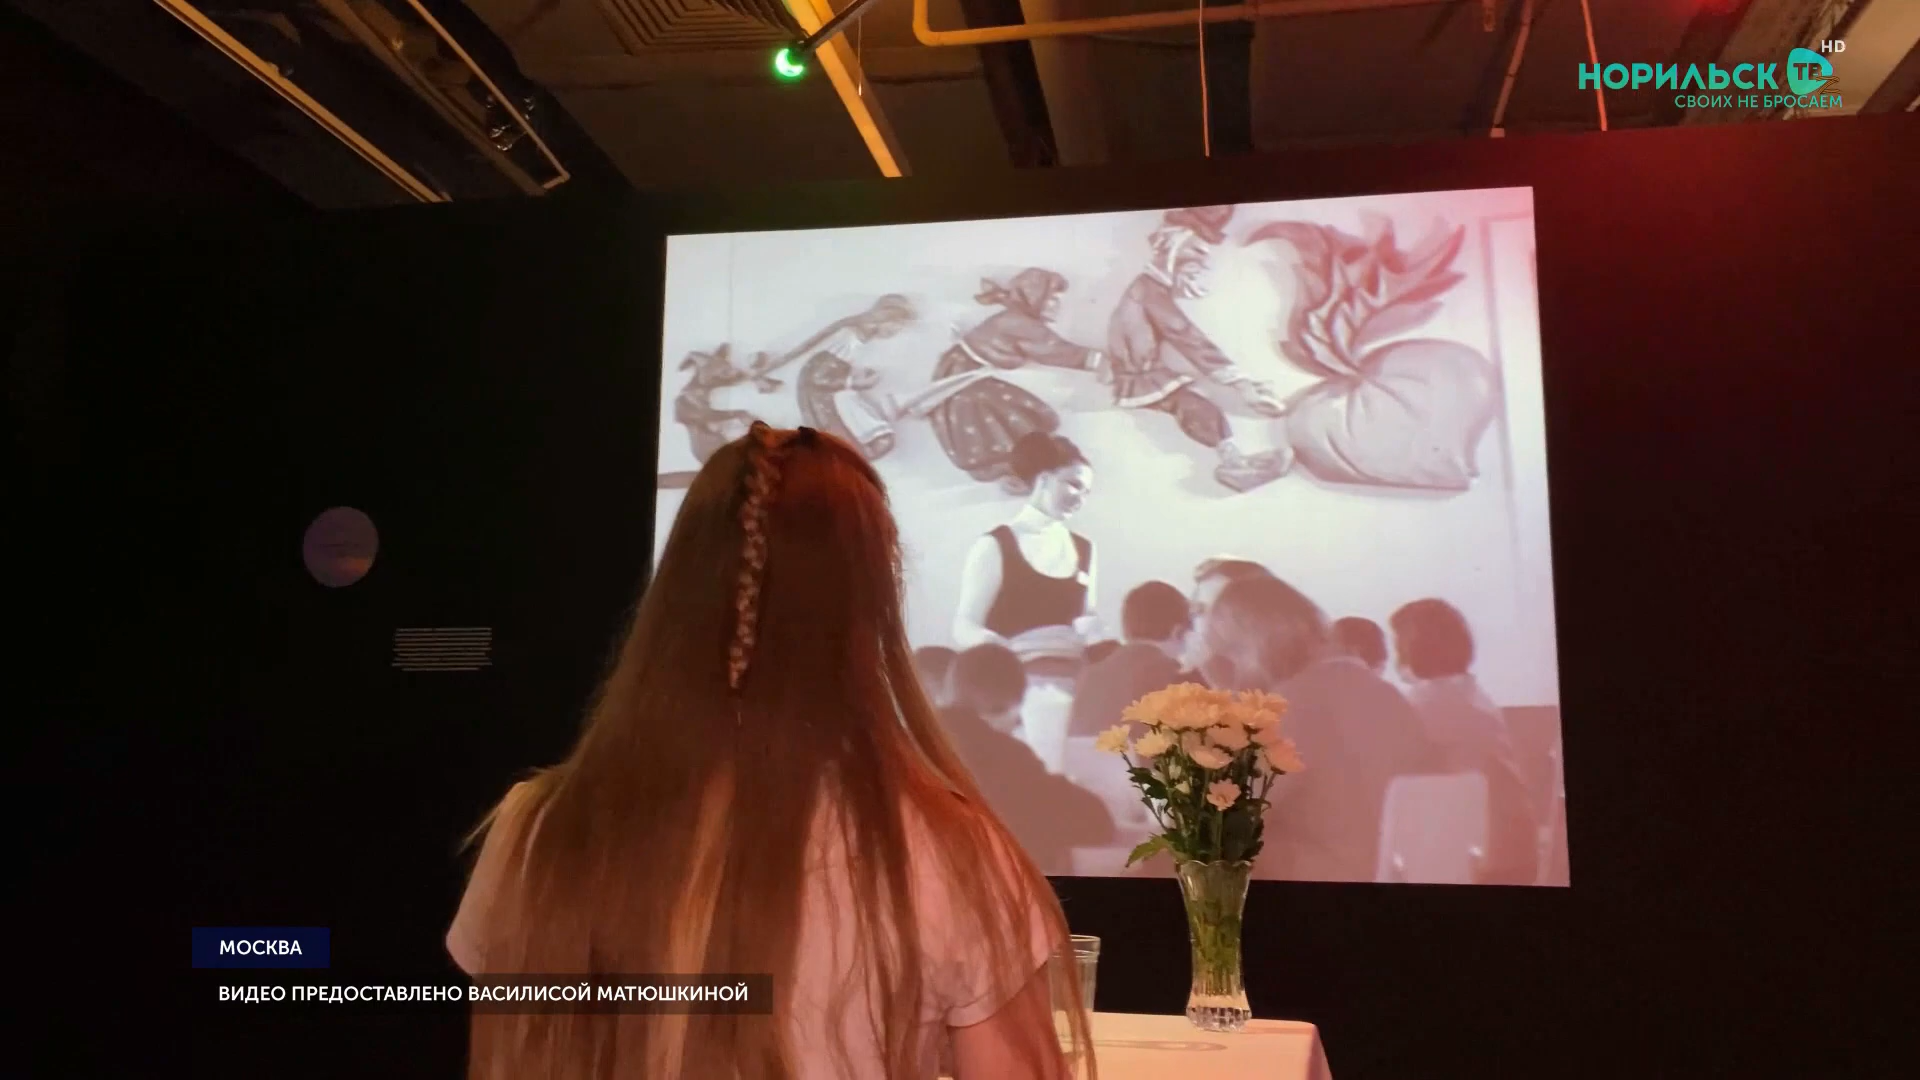 HD
НОРИЛЬСК ТВ
СВОИХ НЕ БРОСАЕМ
МОСКВА
ВИДЕО ПРЕДОСТАВЛЕНО ВАСИЛИСОЙ МАТЮШКИНОЙ